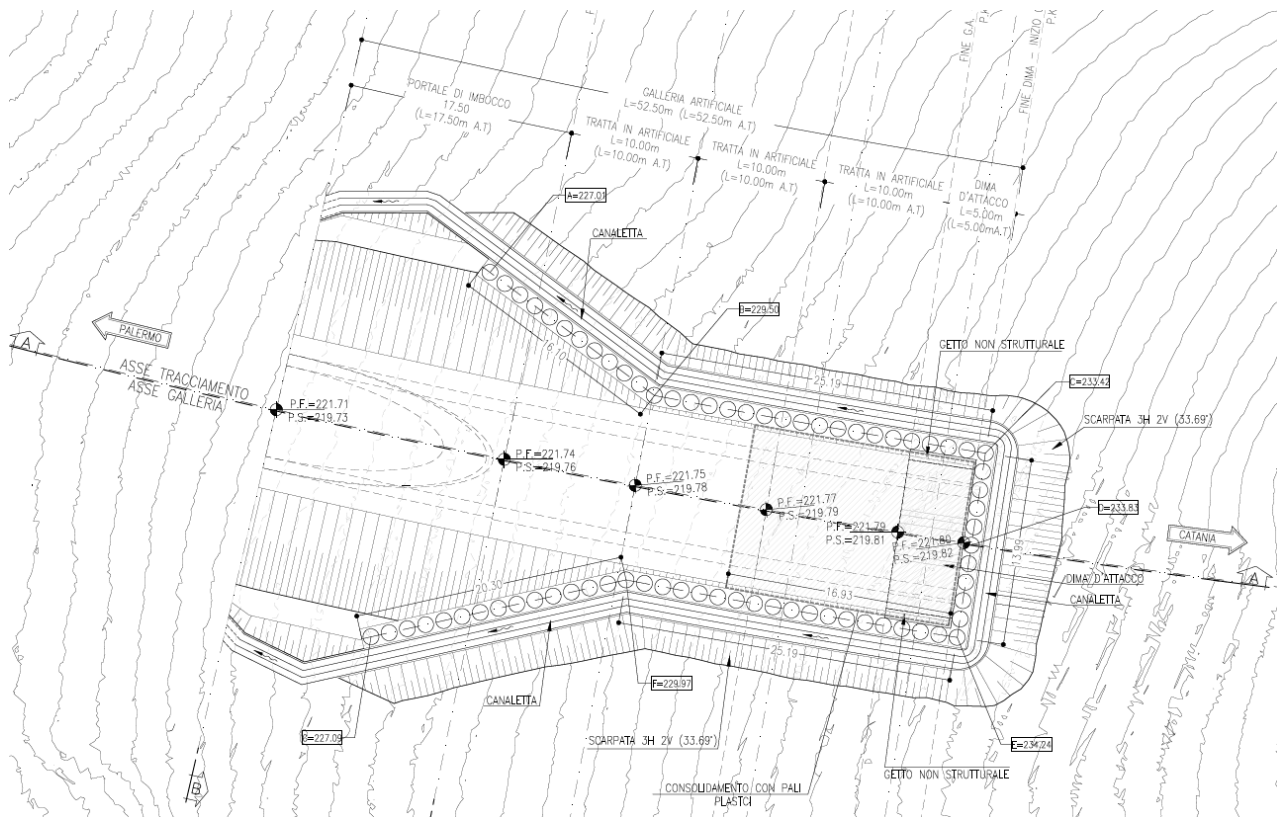 FINE G.A.
P.K
FINE DIMA - INIZIO
P.K
PORTALE DI IMBOCCO
17.50
(L=17.50m A.T)
GALLERIA ARTIFICIALE
L=52.50m (L=52.50m A.T)
TRATTA IN ARTIFICIALE
L=10.00m
(L=10.00m A.T)
TRATTA IN ARTIFICIALE
L=10.00m
(L=10.00m A.T)
TRATTA IN ARTIFICIALE
L=10.00m
(L=10.00m A.T)
DIMA
D'ATTACCO
L=5.00m
(L=5.00mA.T)
A=227.01
CANALETTA
B=229.50
GETTO NON STRUTTURALE
C=233.42
SCARPATA 3H 2V (33.69°)
PALERMO
A
ASSE TRACCIAMENTO
ASSE GALLERIA
16.10
25.19
P.F.=221.71
P.S.=219.73
P.F.=221.74
P.S.=219.76
P.F.=221.75
P.S.=219.78
P.F.=221.77
P.S.=219.79
P.F=221.79
P.S.=219.81
P.F.=221.80
P.S.=219.82
13.99
D=233.83
CATANIA
A
DIMA D'ATTACCO
CANALETTA
20.30
16.93
25.19
CANALETTA
F=229.97
G=227.09
SCARPATA 3H 2V (33.69°)
E=234.24
GETTO NON STRUTTURALE
CONSOLIDAMENTO CON PALI
PLASTCI
B